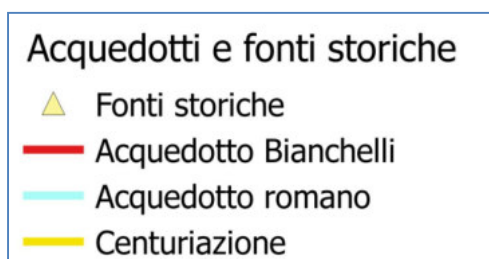 Acquedotti e fonti storiche
Fonti storiche
Acquedotto Bianchelli
Acquedotto romano
Centuriazione